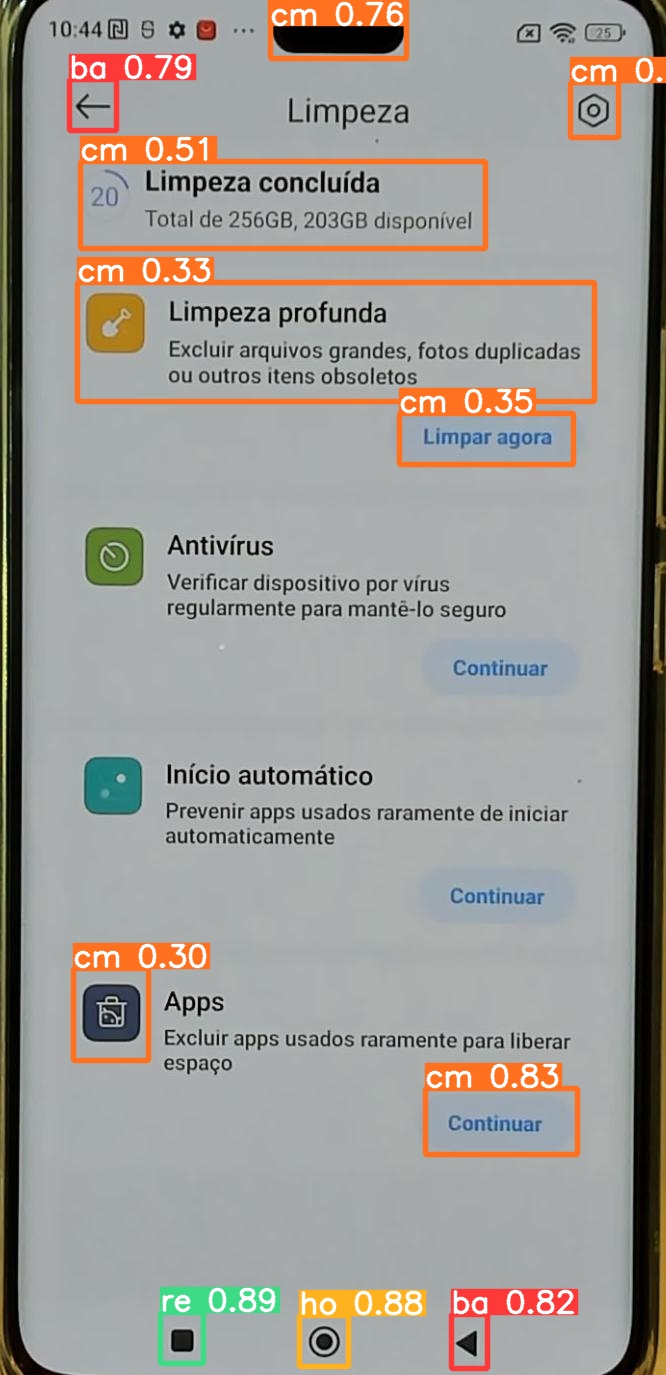 cm 0.76
10:44
25
ba 0.79
cm 0.
Limpeza
cm 0.51
20
Limpeza concluída
Total de 256GB, 203GB disponível
cm 0.33
Limpeza profunda
Excluir arquivos grandes, fotos duplicadas
ou outros itens obsoletos
cm 0.35
Limpar agora
Antivírus
Verificar dispositivo por vírus
regularmente para mantê-lo seguro
Continuar
Início automático
Prevenir apps usados raramente de iniciar
automaticamente
Continuar
cm 0.30
Apps
Excluir apps usados raramente para liberar
espaço
cm 0.83
Continuar
re 0.89
ho 0.88
ba 0.82